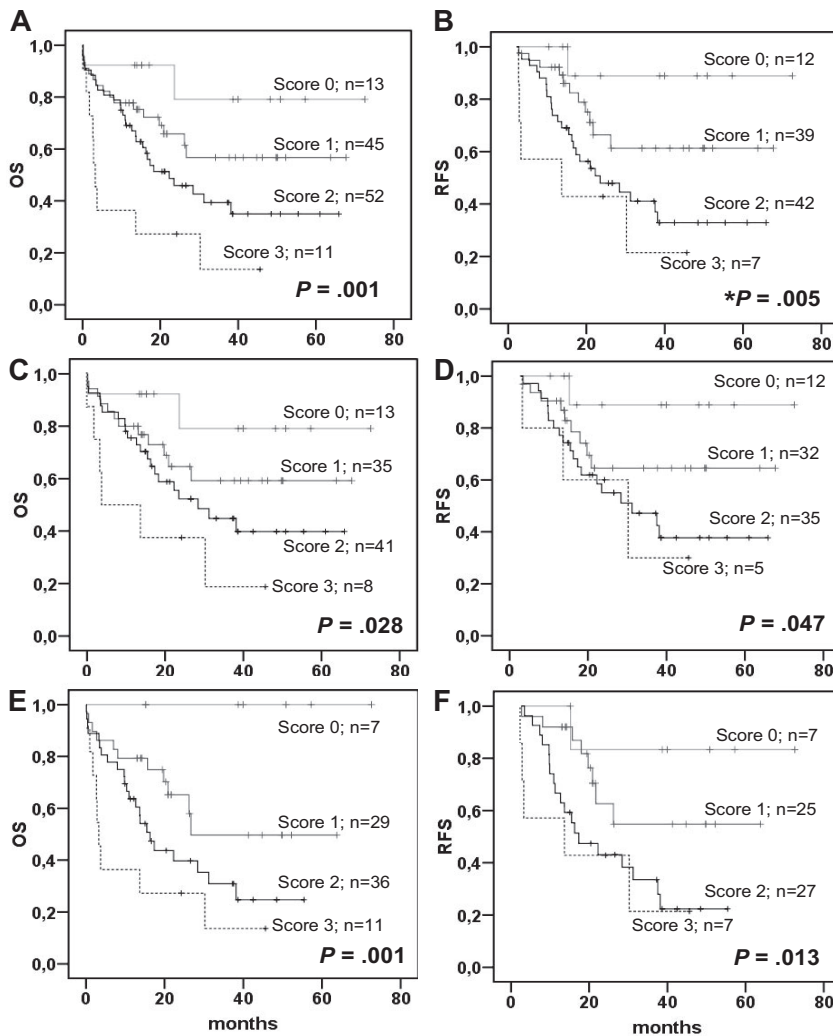 A
1,0
0,8
0,6
0,4
0,2
0,0
OS
Score 0; n=13
Score 1; n=45
Score 2; n=52
Score 3; n=11
P = .001
0 20 40 60 80
B
1,0
0,8
0,6
0,4
0,2
0,0
RFS
Score 0; n=12
Score 1; n=39
Score 2; n=42
Score 3; n=7
*P = .005
0 20 40 60 80
C
1,0
0,8
0,6
0,4
0,2
0,0
OS
Score 0; n=13
Score 1; n=35
Score 2; n=41
Score 3; n=8
P = .028
0 20 40 60 80
D
1,0
0,8
0,6
0,4
0,2
0,0
RFS
Score 0; n=12
Score 1; n=32
Score 2; n=35
Score 3; n=5
P = .047
0 20 40 60 80
E
1,0
0,8
0,6
0,4
0,2
0,0
OS
Score 0; n=7
Score 1; n=29
Score 2; n=36
Score 3; n=11
P = .001
0 20 40 60 80
months
F
1,0
0,8
0,6
0,4
0,2
0,0
RFS
Score 0; n=7
Score 1; n=25
Score 2; n=27
Score 3; n=7
P = .013
0 20 40 60 80
months